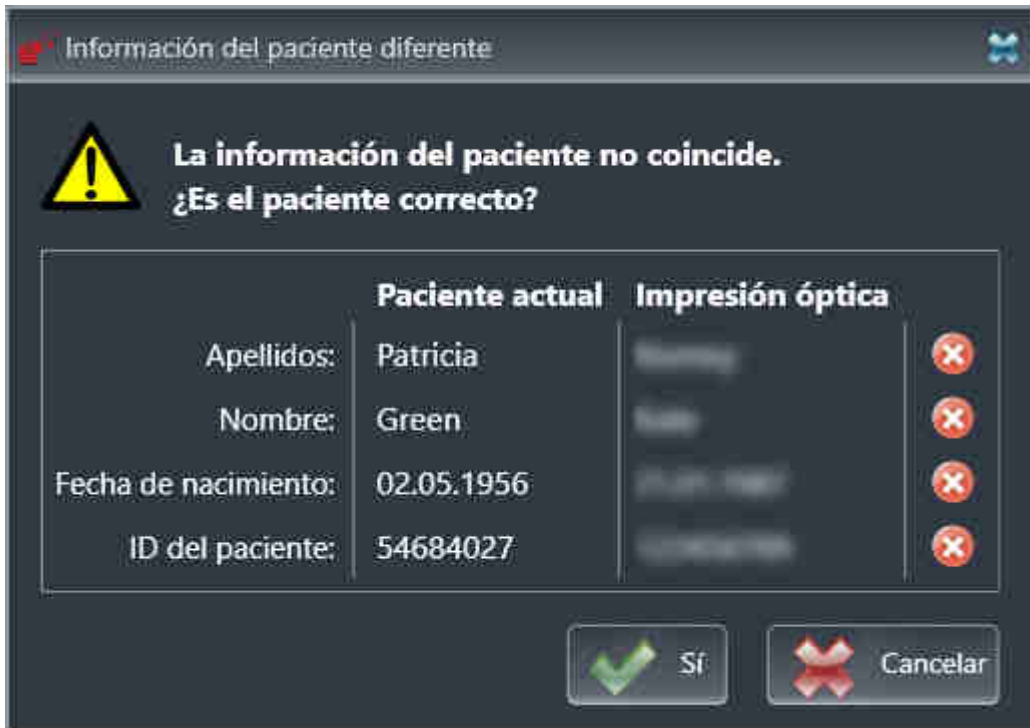 Información del paciente diferente
La información del paciente no coincide.
¿Es el paciente correcto?
Paciente actual Impresión óptica
Apellidos: Patricia
Nombre: Green
Fecha de nacimiento: 02.05.1956
ID del paciente: 54684027
Sí Cancelar